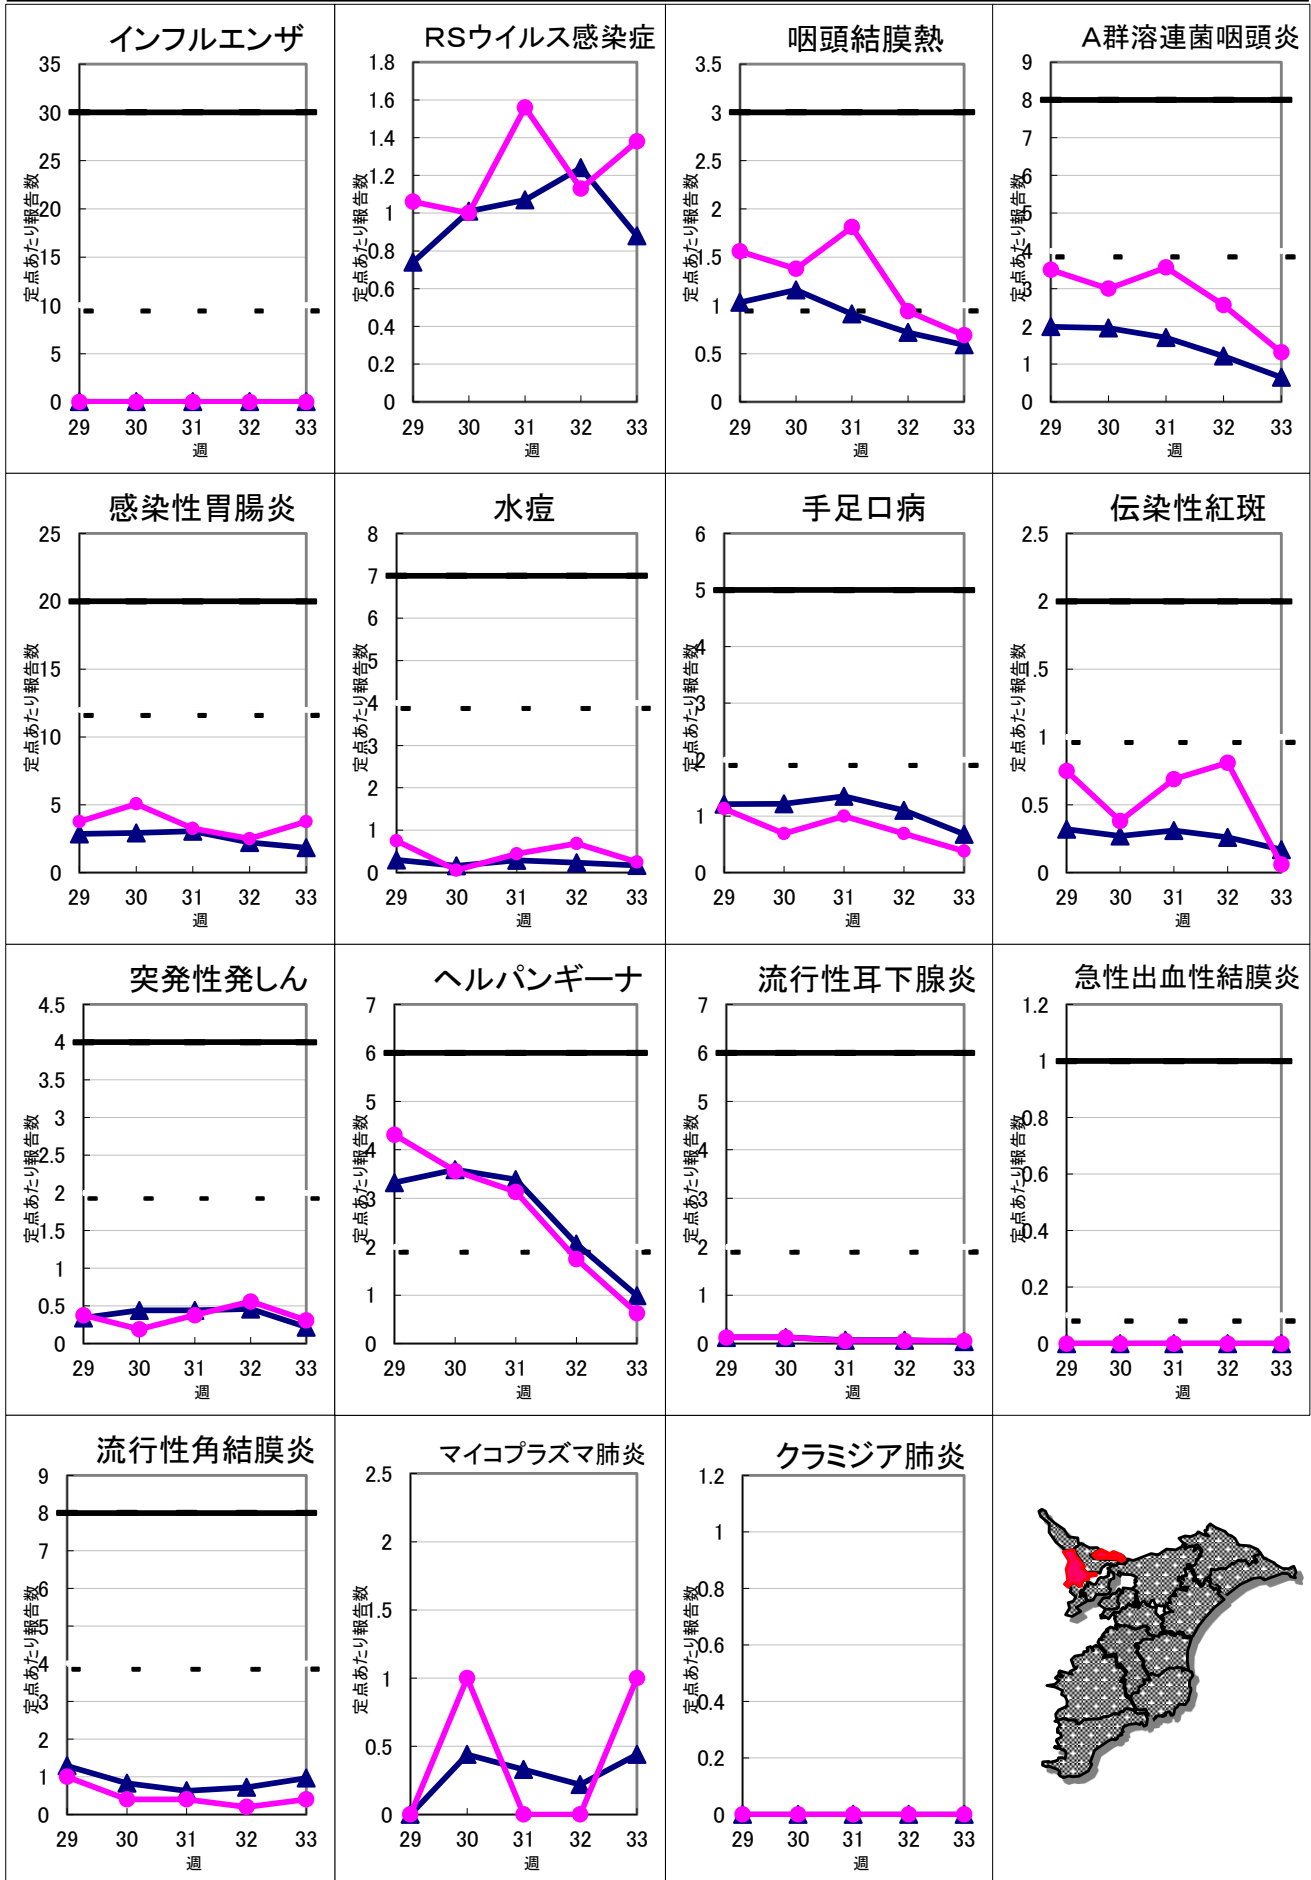 インフルエンザ
35
30
25
20
15
10
5
0
定点あたり報告数
29 30 31 32 33
週
RSウイルス感染症
1.8
1.6
1.4
1.2
1
0.8
0.6
0.4
0.2
0
定点あたり報告数
29 30 31 32 33
週
咽頭結膜熱
3.5
3
2.5
2
1.5
1
0.5
0
定点あたり報告数
29 30 31 32 33
週
A群溶連菌咽頭炎
9
8
7
6
5
4
3
2
1
0
定点あたり報告数
29 30 31 32 33
週
感染性胃腸炎
25
20
15
10
5
0
定点あたり報告数
29 30 31 32 33
週
水痘
8
7
6
5
4
3
2
1
0
定点あたり報告数
29 30 31 32 33
週
手足口病
6
5
4
3
2
1
0
定点あたり報告数
29 30 31 32 33
週
伝染性紅斑
2.5
2
1.5
1
0.5
0
定点あたり報告数
29 30 31 32 33
週
突発性発しん
4.5
4
3.5
3
2.5
2
1.5
1
0.5
0
定点あたり報告数
29 30 31 32 33
週
ヘルパンギーナ
7
6
5
4
3
2
1
0
定点あたり報告数
29 30 31 32 33
週
流行性耳下腺炎
7
6
5
4
3
2
1
0
定点あたり報告数
29 30 31 32 33
週
急性出血性結膜炎
1.2
1
0.8
0.6
0.4
0.2
0
定点あたり報告数
29 30 31 32 33
週
流行性角結膜炎
9
8
7
6
5
4
3
2
1
0
定点あたり報告数
29 30 31 32 33
週
マイコプラズマ肺炎
2.5
2
1.5
1
0.5
0
定点あたり報告数
29 30 31 32 33
週
クラミジア肺炎
1.2
1
0.8
0.6
0.4
0.2
0
定点あたり報告数
29 30 31 32 33
週